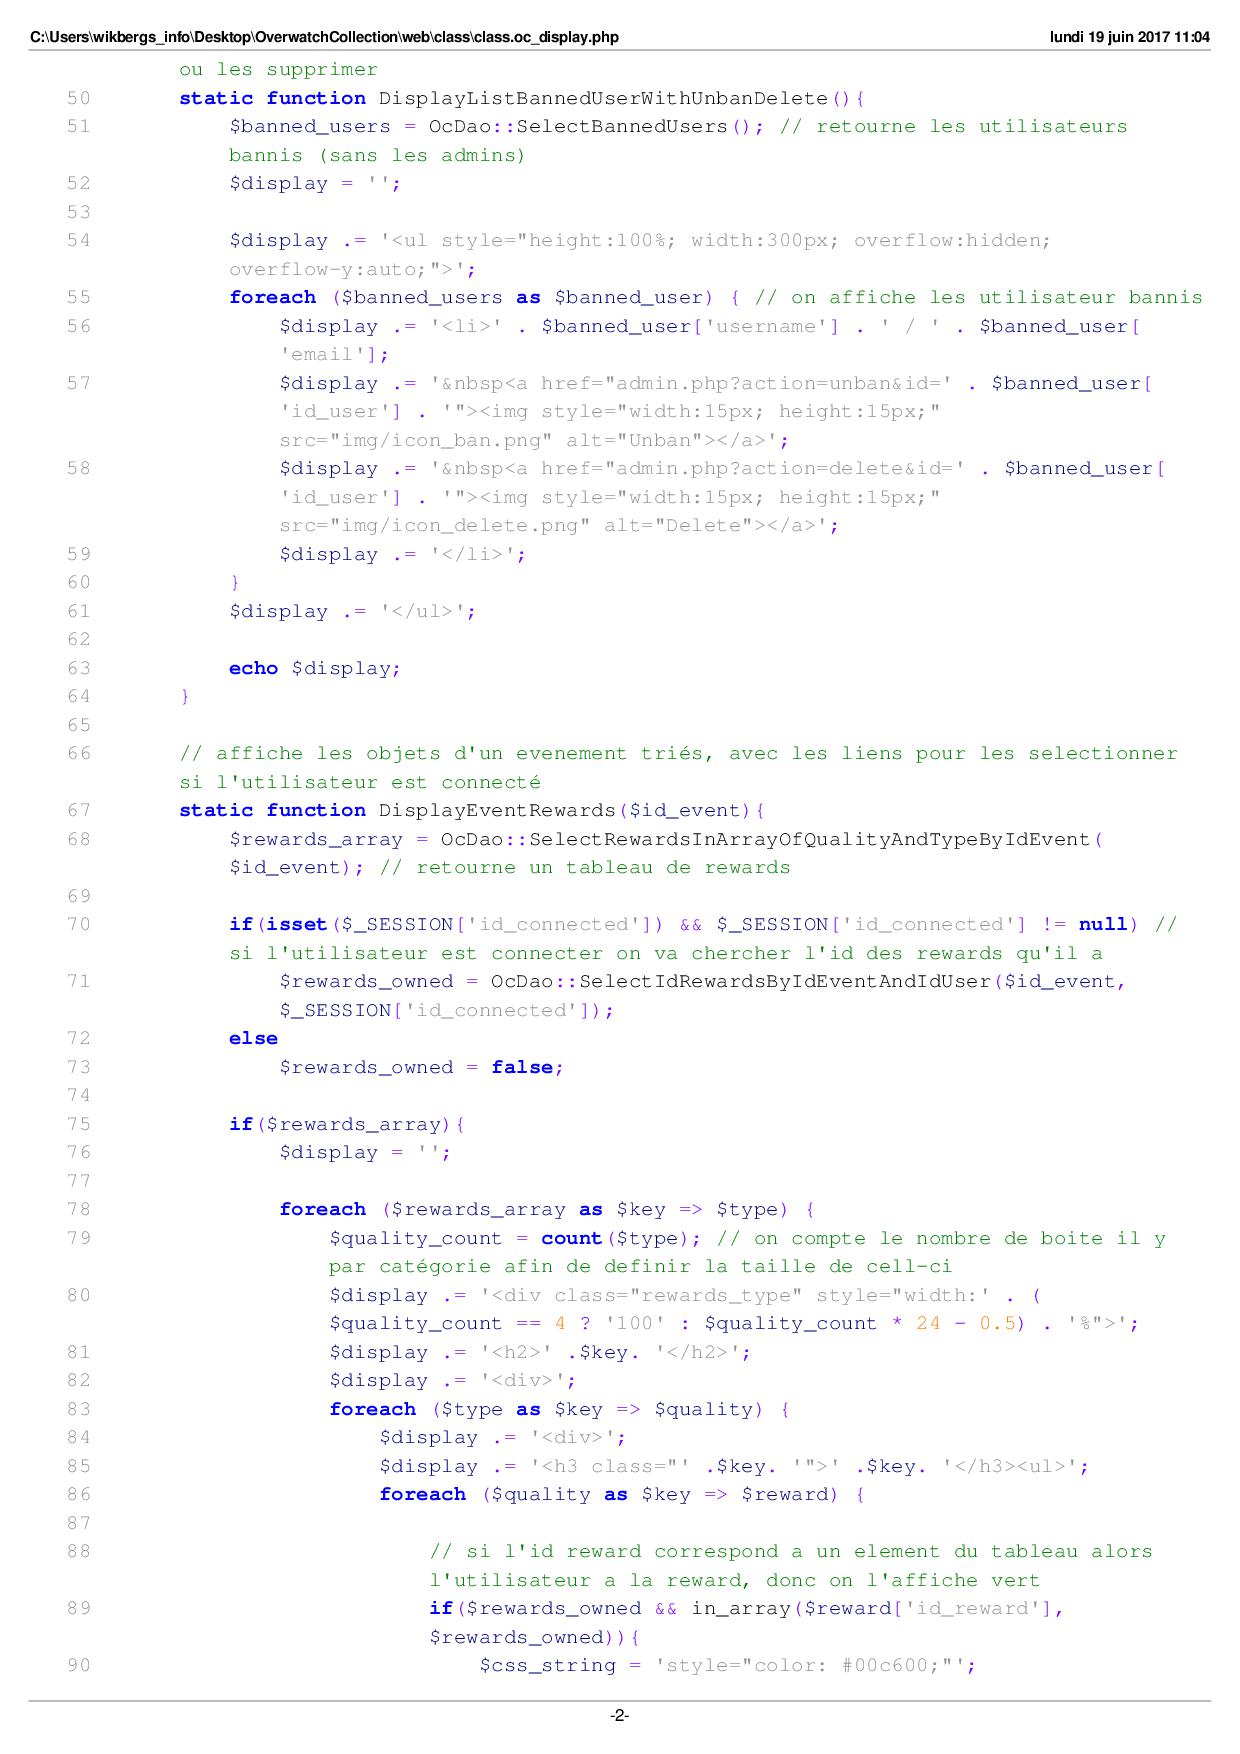 C:\Users\wikbergs_info\Desktop\OverwatchCollection\web\class\class.oc_display.php lundi 19 juin 2017 11:04
ou les supprimer
50 static function DisplayListBannedUserWithUnbanDelete(){
51 $banned_users = OcDao::SelectBannedUsers(); // retourne les utilisateurs
bannis (sans les admins)
52 $display = '';
53
54 $display .= '<ul style="height:100%; width:300px; overflow:hidden;
overflow-y:auto;">';
55 foreach ($banned_users as $banned_user) { // on affiche les utilisateur bannis
56 $display .= '<li>' . $banned_user['username'] . ' / ' . $banned_user[
'email'];
57 $display .= '&nbsp<a href="admin.php?action=unban&id=' . $banned_user[
'id_user'] . '"><img style="width:15px; height:15px;"
src="img/icon_ban.png" alt="Unban"></a>';
58 $display .= '&nbsp<a href="admin.php?action=delete&id=' . $banned_user[
'id_user'] . '"><img style="width:15px; height:15px;"
src="img/icon_delete.png" alt="Delete"></a>';
59 $display .= '</li>';
60 }
61 $display .= '</ul>';
62
63 echo $display;
64 }
65
66 // affiche les objets d'un evenement triés, avec les liens pour les selectionner
si l'utilisateur est connecté
67 static function DisplayEventRewards($id_event){
68 $rewards_array = OcDao::SelectRewardsInArrayOfQualityAndTypeByIdEvent(
$id_event); // retourne un tableau de rewards
69
70 if(isset($_SESSION['id_connected']) && $_SESSION['id_connected'] != null) //
si l'utilisateur est connecter on va chercher l'id des rewards qu'il a
71 $rewards_owned = OcDao::SelectIdRewardsByIdEventAndIdUser($id_event,
$_SESSION['id_connected']);
72 else
73 $rewards_owned = false;
74
75 if($rewards_array){
76 $display = '';
77
78 foreach ($rewards_array as $key => $type) {
79 $quality_count = count($type); // on compte le nombre de boite il y
par catégorie afin de definir la taille de cell-ci
80 $display .= '<div class="rewards_type" style="width:' . (
$quality_count == 4 ? '100' : $quality_count * 24 - 0.5) . '%">';
81 $display .= '<h2>' .$key. '</h2>';
82 $display .= '<div>';
83 foreach ($type as $key => $quality) {
84 $display .= '<div>';
85 $display .= '<h3 class="' .$key. '">' .$key. '</h3><ul>';
86 foreach ($quality as $key => $reward) {
87
88 // si l'id reward correspond a un element du tableau alors
l'utilisateur a la reward, donc on l'affiche vert
89 if($rewards_owned && in_array($reward['id_reward'],
$rewards_owned)){
90 $css_string = 'style="color: #00c600;"';
-2-